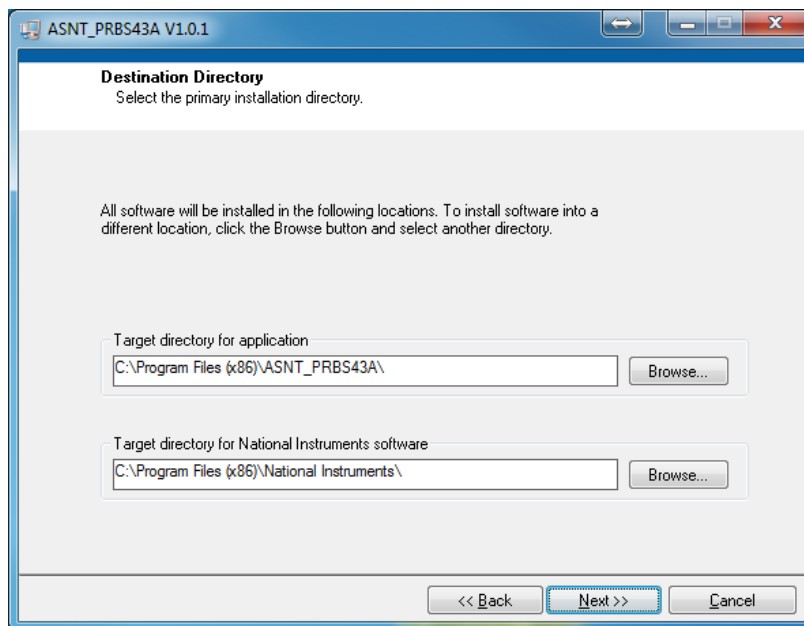 ASNT_PRBS43A V1.0.1
Destination Directory
Select the primary installation directory.
All software will be installed in the following locations. To install software into a
different location, click the Browse button and select another directory.
Target directory for application
C:\Program Files (x86)\ASNT_PRBS43A\
Browse...
Target directory for National Instruments software
C:\Program Files (x86)\National Instruments\
Browse...
<< Back
Next >>
Cancel